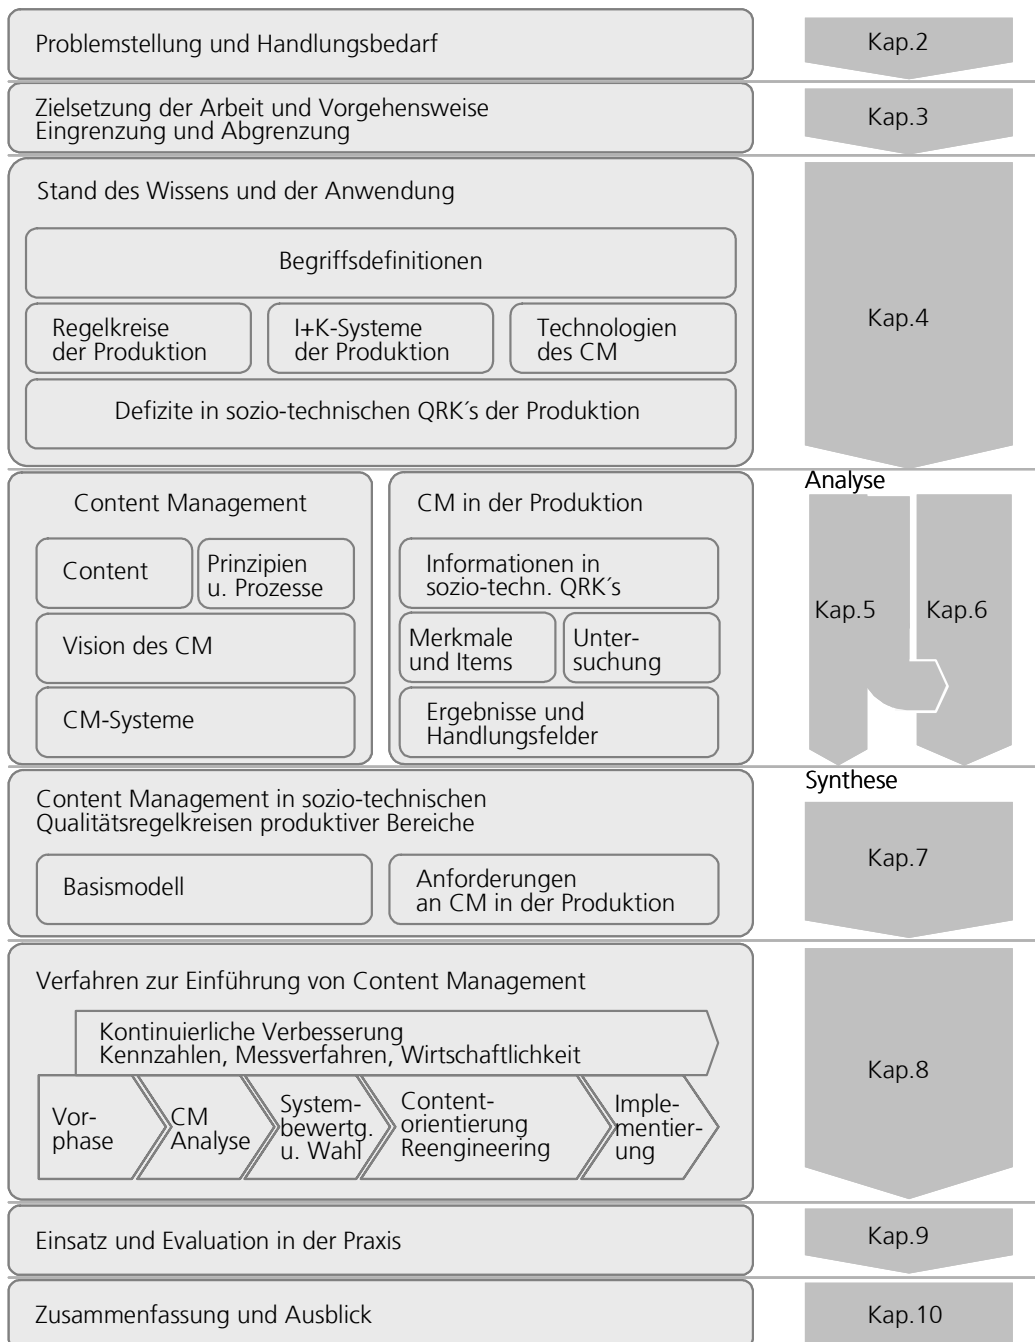 Problemstellung und Handlungsbedarf
Kap.2
Zielsetzung der Arbeit und Vorgehensweise
Eingrenzung und Abgrenzung
Kap.3
Stand des Wissens und der Anwendung
Begriffsdefinitionen
Regelkreise
der Produktion
I+K-Systeme
der Produktion
Technologien
des CM
Defizite in sozio-technischen QRK´s der Produktion
Kap.4
Content Management
Content
Prinzipien
u. Prozesse
Vision des CM
CM-Systeme
CM in der Produktion
Informationen in
sozio-techn. QRK´s
Merkmale
und Items
Unter-
suchung
Ergebnisse und
Handlungsfelder
Analyse
Kap.5
Kap.6
Content Management in sozio-technischen
Qualitätsregelkreisen produktiver Bereiche
Basismodell
Anforderungen
an CM in der Produktion
Synthese
Kap.7
Verfahren zur Einführung von Content Management
Kontinuierliche Verbesserung
Kennzahlen, Messverfahren, Wirtschaftlichkeit
Vor-
phase
CM
Analyse
System-
bewertg.
u. Wahl
Content-
orientierung
Reengineering
Imple-
mentier-
ung
Kap.8
Einsatz und Evaluation in der Praxis
Kap.9
Zusammenfassung und Ausblick
Kap.10